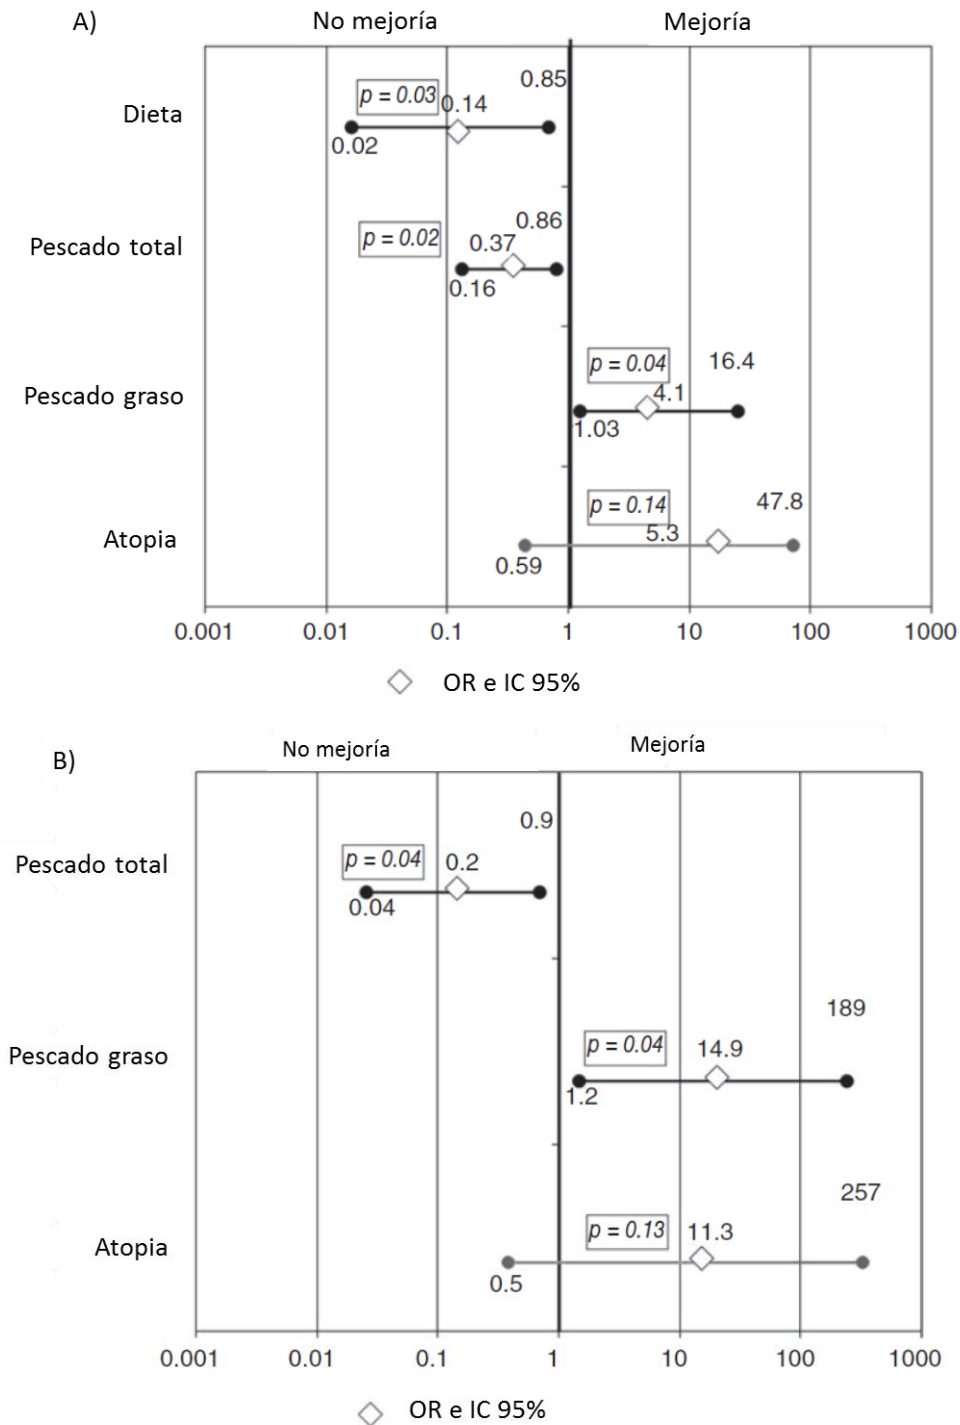 A)
No mejoría
Mejoría
0.85
Dieta
p = 0.03
0.14
0.02
0.86
Pescado total
p = 0.02
0.37
0.16
16.4
Pescado graso
p = 0.04
4.1
1.03
47.8
Atopia
p = 0.14
5.3
0.59
0.001 0.01 0.1 1 10 100 1000
OR e IC 95%
B)
No mejoría
Mejoría
0.9
Pescado total
p = 0.04
0.2
0.04
189
Pescado graso
p = 0.04
14.9
1.2
257
Atopia
p = 0.13
11.3
0.5
0.001 0.01 0.1 1 10 100 1000
OR e IC 95%